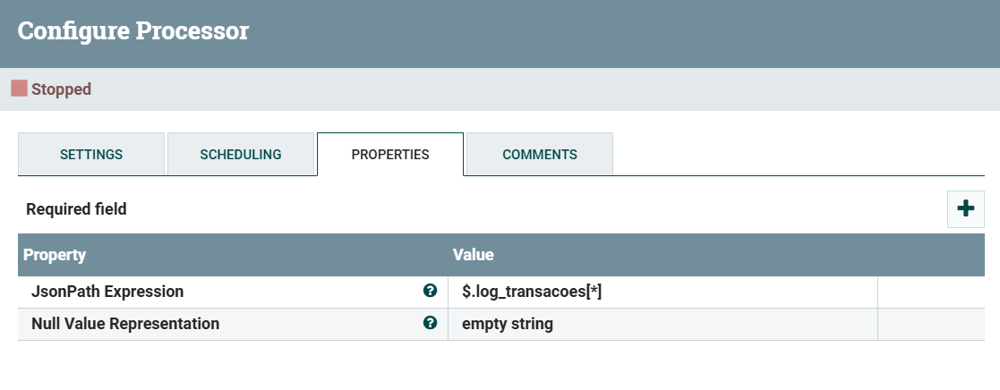 Configure Processor
Stopped
SETTINGS SCHEDULING PROPERTIES COMMENTS
Required field
Property Value
JsonPath Expression $.log_transacoes[*]
Null Value Representation empty string